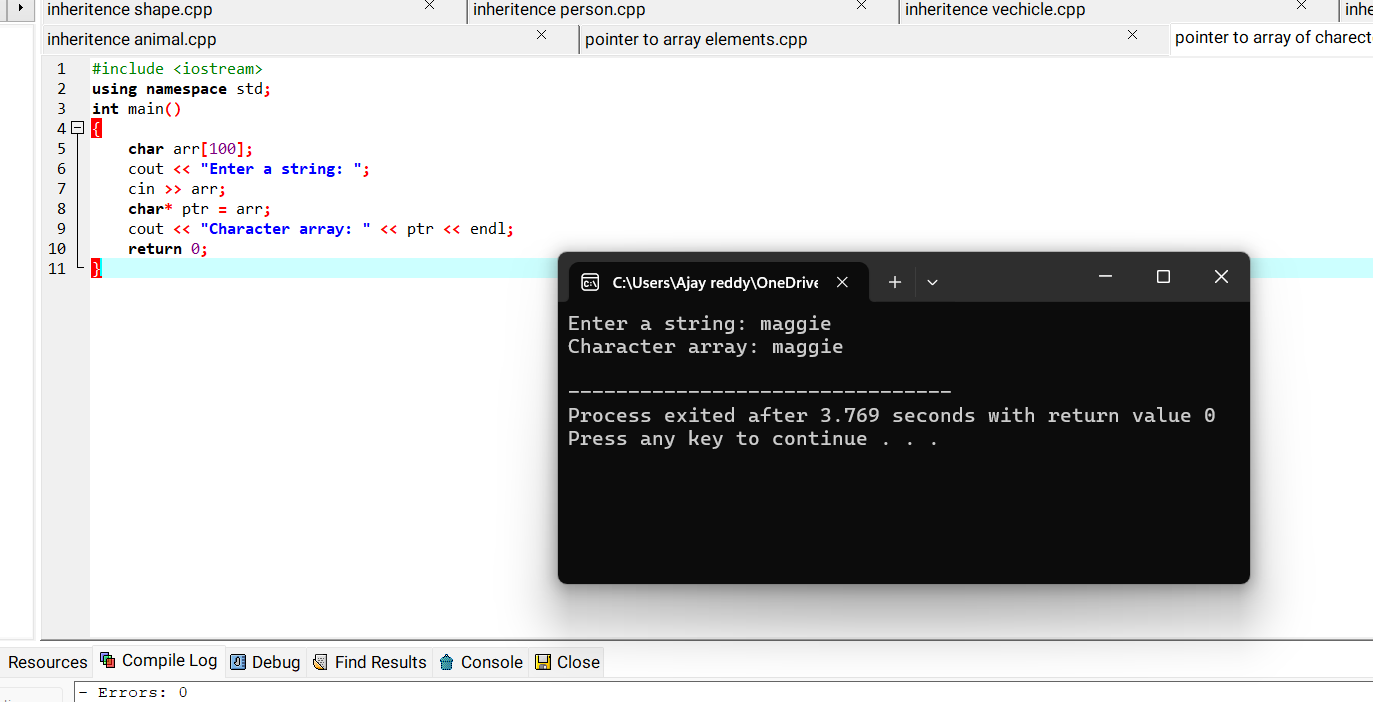 inheritence shape.cpp
inheritence person.cpp
inheritence vechicle.cpp
inhe
inheritence animal.cpp
pointer to array elements.cpp
pointer to array of charect
1 #include <iostream>
2 using namespace std;
3 int main()
4 {
5 char arr[100];
6 cout << "Enter a string: ";
7 cin >> arr;
8 char* ptr = arr;
9 cout << "Character array: " << ptr << endl;
10 return 0;
11 }
C:\Users\Ajay reddy\OneDrive
Enter a string: maggie
Character array: maggie
--------------------------------
Process exited after 3.769 seconds with return value 0
Press any key to continue . . .
Resources
Compile Log
Debug
Find Results
Console
Close
- Errors: 0